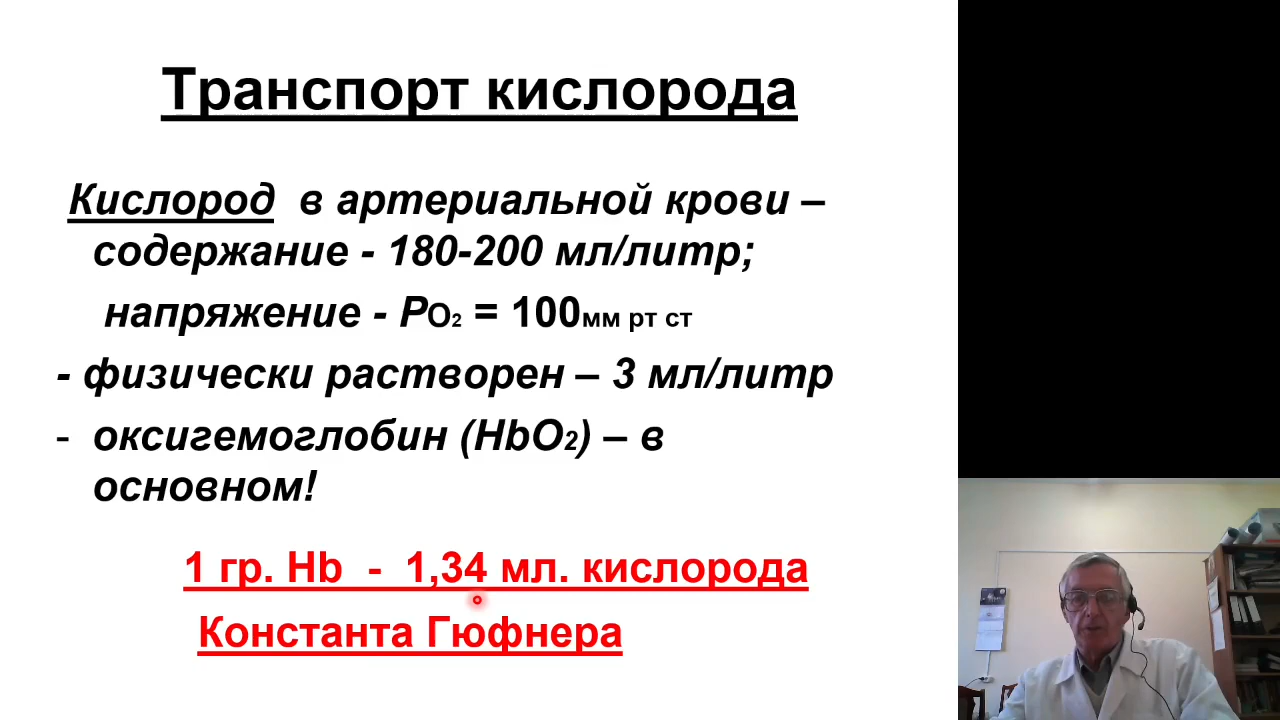 Транспорт кислорода
Кислород в артериальной крови –
содержание - 180-200 мл/литр;
напряжение - PO₂ = 100мм рт ст
- физически растворен – 3 мл/литр
- оксигемоглобин (HbO₂) – в
основном!
1 гр. Hb - 1,34 мл. кислорода
Константа Гюфнера